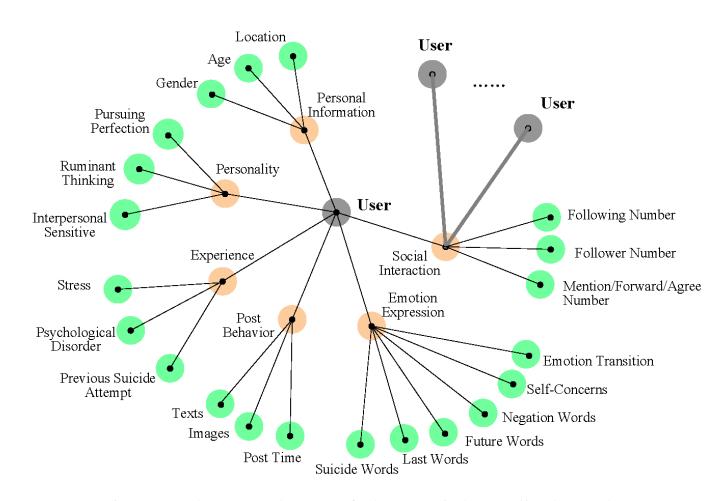 Location
User
Age
Gender
User
Personal
Information
Pursuing
Perfection
Ruminant
Thinking
Personality
Interpersonal
Sensitive
User
Following Number
Follower Number
Social
Interaction
Mention/Forward/Agree
Number
Experience
Stress
Psychological
Disorder
Previous Suicide
Attempt
Post
Behavior
Emotion
Expression
Emotion Transition
Self-Concerns
Negation Words
Future Words
Last Words
Suicide Words
Texts
Images
Post Time
......